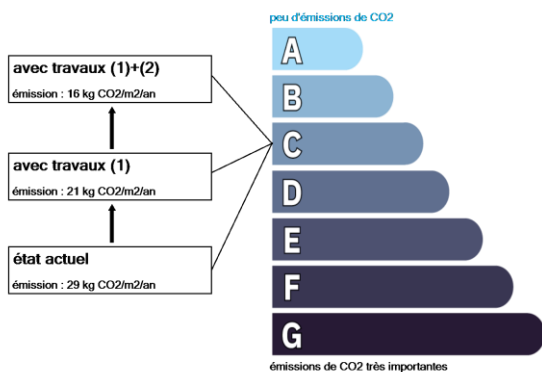 peu d'émissions de CO2
avec travaux (1)+(2)
émission : 16 kg CO2/m2/an
avec travaux (1)
émission : 21 kg CO2/m2/an
état actuel
émission : 29 kg CO2/m2/an
A
B
C
D
E
F
G
émissions de CO2 très importantes